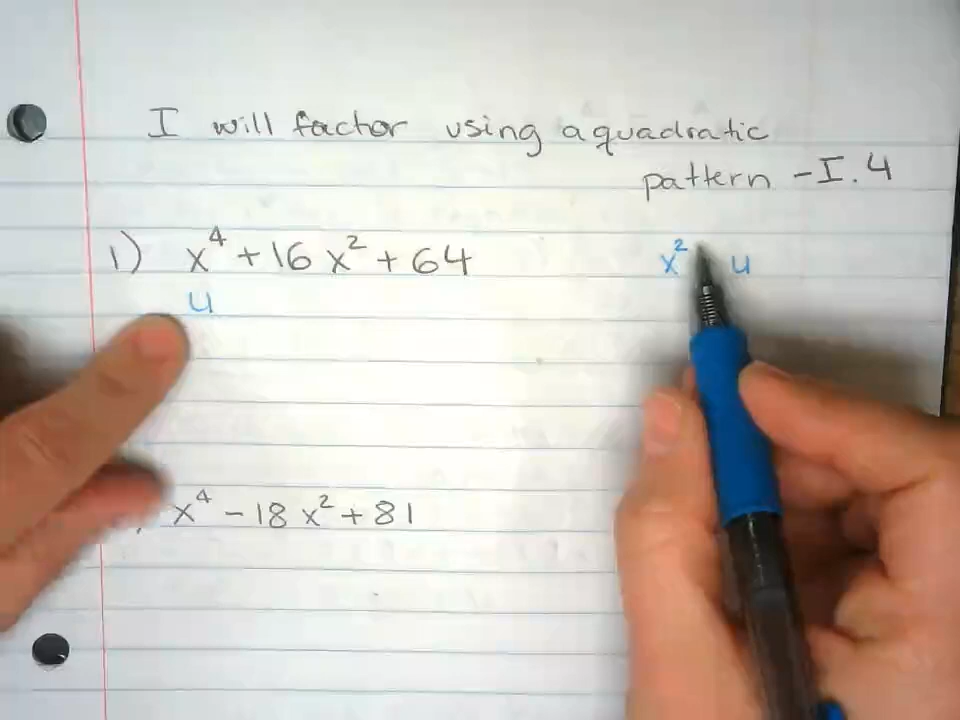 I will factor using a quadratic
pattern - I.4
1) x⁴ + 16x² + 64
x² u
u
x⁴ - 18x² + 81